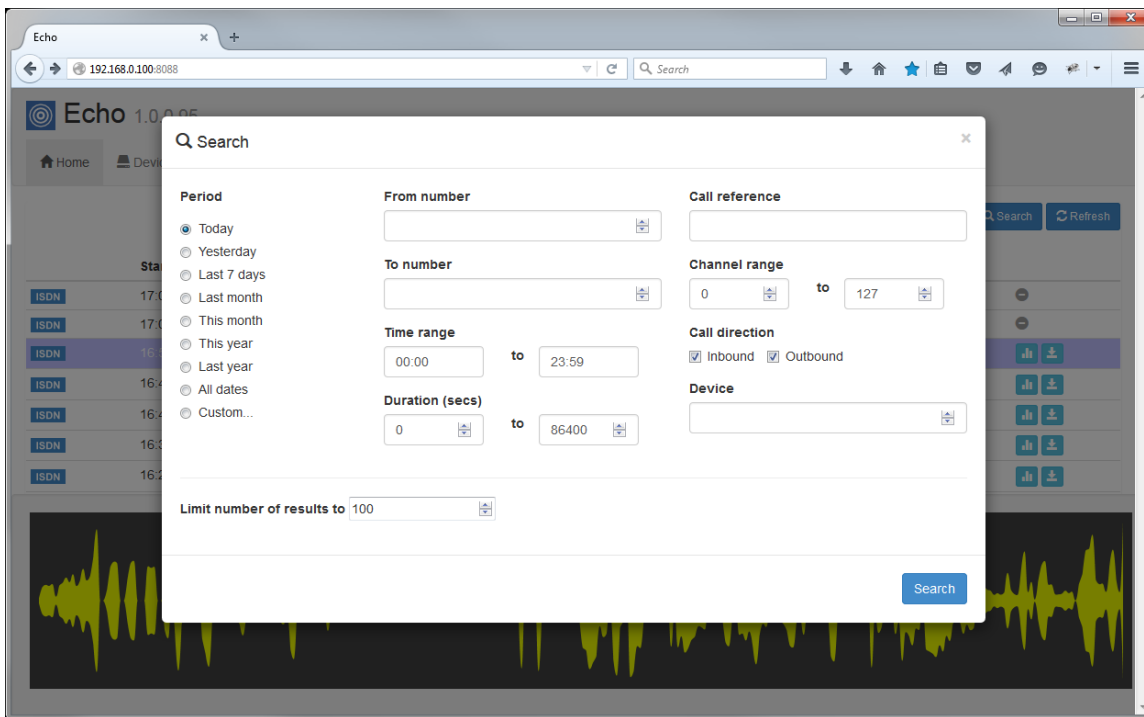 Echo
192.168.0.100:8088
Search
Echo 1.0.0.95
Home
Search
Refresh
ISDN
ISDN
ISDN
ISDN
ISDN
ISDN
ISDN
Search
Period
Today
Yesterday
Last 7 days
Last month
This month
This year
Last year
All dates
Custom...
From number
To number
Time range
00:00 to 23:59
Duration (secs)
0 to 86400
Call reference
Channel range
0 to 127
Call direction
Inbound Outbound
Device
Limit number of results to 100
Search